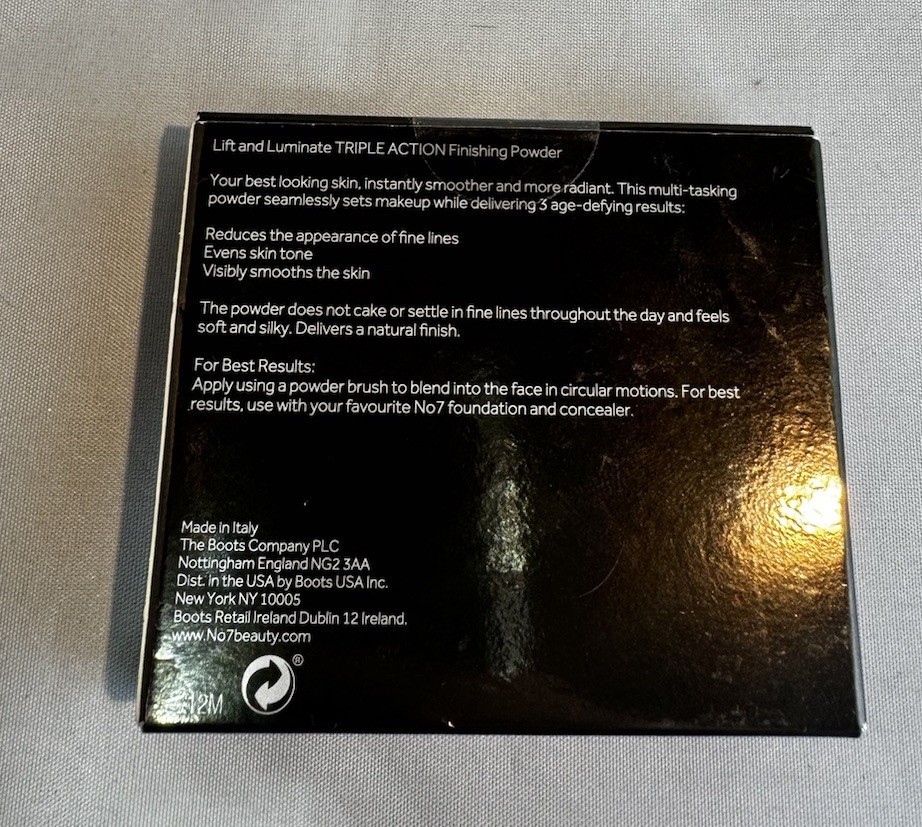 Lift and Luminate TRIPLE ACTION Finishing Powder
Your best looking skin, instantly smoother and more radiant. This multi-tasking
powder seamlessly sets makeup while delivering 3 age-defying results:
Reduces the appearance of fine lines
Evens skin tone
Visibly smooths the skin
The powder does not cake or settle in fine lines throughout the day and feels
soft and silky. Delivers a natural finish.
For Best Results:
Apply using a powder brush to blend into the face in circular motions. For best
results, use with your favourite No7 foundation and concealer.
Made in Italy
The Boots Company PLC
Nottingham England NG2 3AA
Dist. in the USA by Boots USA Inc.
New York NY 10005
Boots Retail Ireland Dublin 12 Ireland.
www.No7beauty.com
12M ®